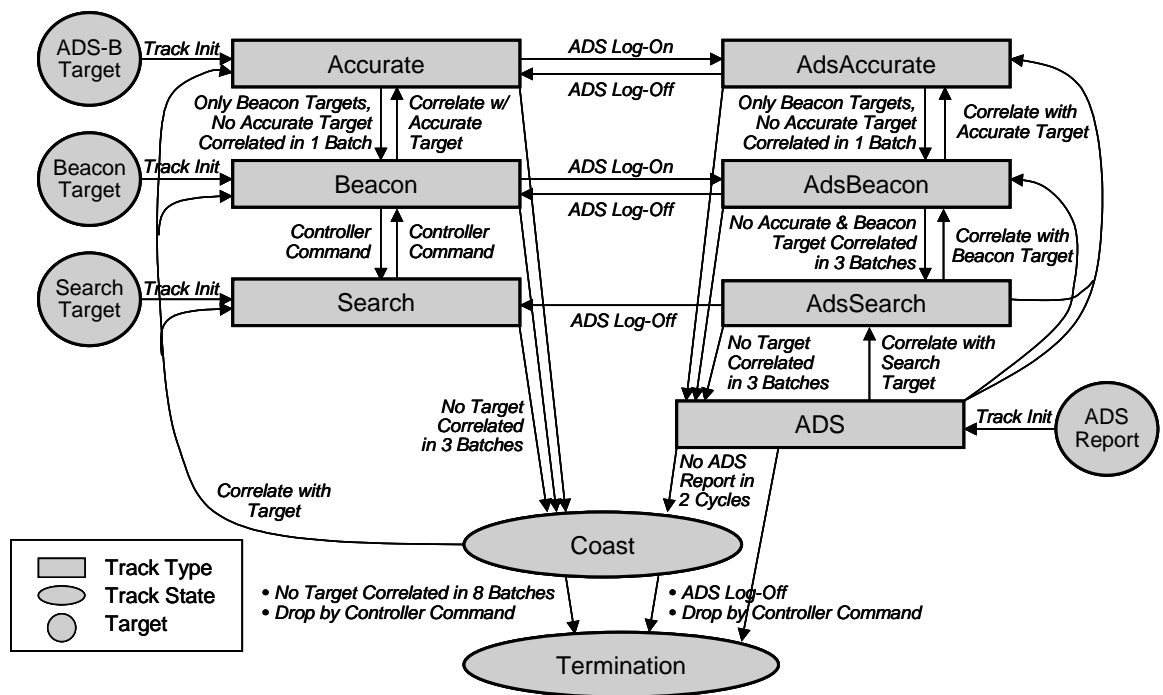 ADS-B
Target
Track Init
Accurate
ADS Log-On
ADS Log-Off
AdsAccurate
Only Beacon Targets,
No Accurate Target
Correlated in 1 Batch
Correlate w/
Accurate
Target
Only Beacon Targets,
No Accurate Target
Correlated in 1 Batch
Correlate with
Accurate Target
Beacon
Target
Track Init
Beacon
ADS Log-On
ADS Log-Off
AdsBeacon
Controller
Command
Controller
Command
No Accurate & Beacon
Target Correlated
in 3 Batches
Correlate with
Beacon Target
Search
Target
Track Init
Search
ADS Log-Off
AdsSearch
No Target
Correlated
in 3 Batches
Correlate with
Search
Target
No Target
Correlated
in 3 Batches
ADS
Track Init
ADS
Report
No ADS
Report in
2 Cycles
Correlate with
Target
Coast
Track Type
Track State
Target
• No Target Correlated in 8 Batches
• Drop by Controller Command
• ADS Log-Off
• Drop by Controller Command
Termination